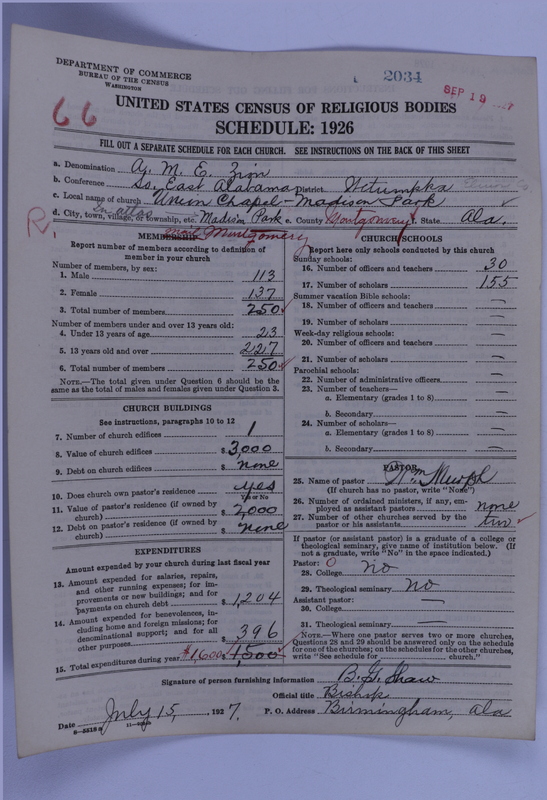 DEPARTMENT OF COMMERCE
BUREAU OF THE CENSUS
WASHINGTON
2034
SEP 19
66
UNITED STATES CENSUS OF RELIGIOUS BODIES
SCHEDULE: 1926
FILL OUT A SEPARATE SCHEDULE FOR EACH CHURCH. SEE INSTRUCTIONS ON THE BACK OF THIS SHEET
a. Denomination A. M. E. Zion
b. Conference So. East Alabama District Wetumpka
c. Local name of church Union Chapel - Madison Park
R
d. City, town, village, or township, etc. Madison Park e. County Montgomery f. State Ala.
Montgomery
MEMBERSHIP
Report number of members according to definition of
member in your church
Number of members, by sex:
1. Male 113
2. Female 137
3. Total number of members 250
Number of members under and over 13 years old:
4. Under 13 years of age 23
5. 13 years old and over 227
6. Total number of members 250
NOTE.—The total given under Question 6 should be the
same as the total of males and females given under Question 3.
CHURCH BUILDINGS
See instructions, paragraphs 10 to 12
7. Number of church edifices 1
8. Value of church edifices $ 3,000
9. Debt on church edifices $ none
10. Does church own pastor's residence yes
Yes or No
11. Value of pastor's residence (if owned by
church) $ 2,000
12. Debt on pastor's residence (if owned by
church) $ none
EXPENDITURES
Amount expended by your church during last fiscal year
13. Amount expended for salaries, repairs,
and other running expenses; for im-
provements or new buildings; and for
payments on church debt $ 1,204
14. Amount expended for benevolences, in-
cluding home and foreign missions; for
denominational support; and for all
other purposes $ 396
15. Total expenditures during year $1600 1,500
CHURCH SCHOOLS
Report here only schools conducted by this church
Sunday schools:
16. Number of officers and teachers 30
17. Number of scholars 155
Summer vacation Bible schools:
18. Number of officers and teachers —
19. Number of scholars —
Week-day religious schools:
20. Number of officers and teachers —
21. Number of scholars —
Parochial schools:
22. Number of administrative officers —
23. Number of teachers—
a. Elementary (grades 1 to 8) —
b. Secondary —
24. Number of scholars—
a. Elementary (grades 1 to 8) —
b. Secondary —
PASTOR
25. Name of pastor Wm
(If church has no pastor, write "None")
26. Number of ordained ministers, if any, em-
ployed as assistant pastors none
27. Number of other churches served by the
pastor or his assistants two
If pastor (or assistant pastor) is a graduate of a college or
theological seminary, give name of institution below. (If
not a graduate, write "No" in the space indicated.)
Pastor: O
28. College No
29. Theological seminary No
Assistant pastor:
30. College —
31. Theological seminary —
NOTE.—Where one pastor serves two or more churches,
Questions 28 and 29 should be answered only on the schedule
for one of the churches; on the schedules for the other churches,
write "See schedule for church."
Signature of person furnishing information B. G. Shaw
Official title Bishop
Date July 15, 1927. P. O. Address Birmingham, Ala